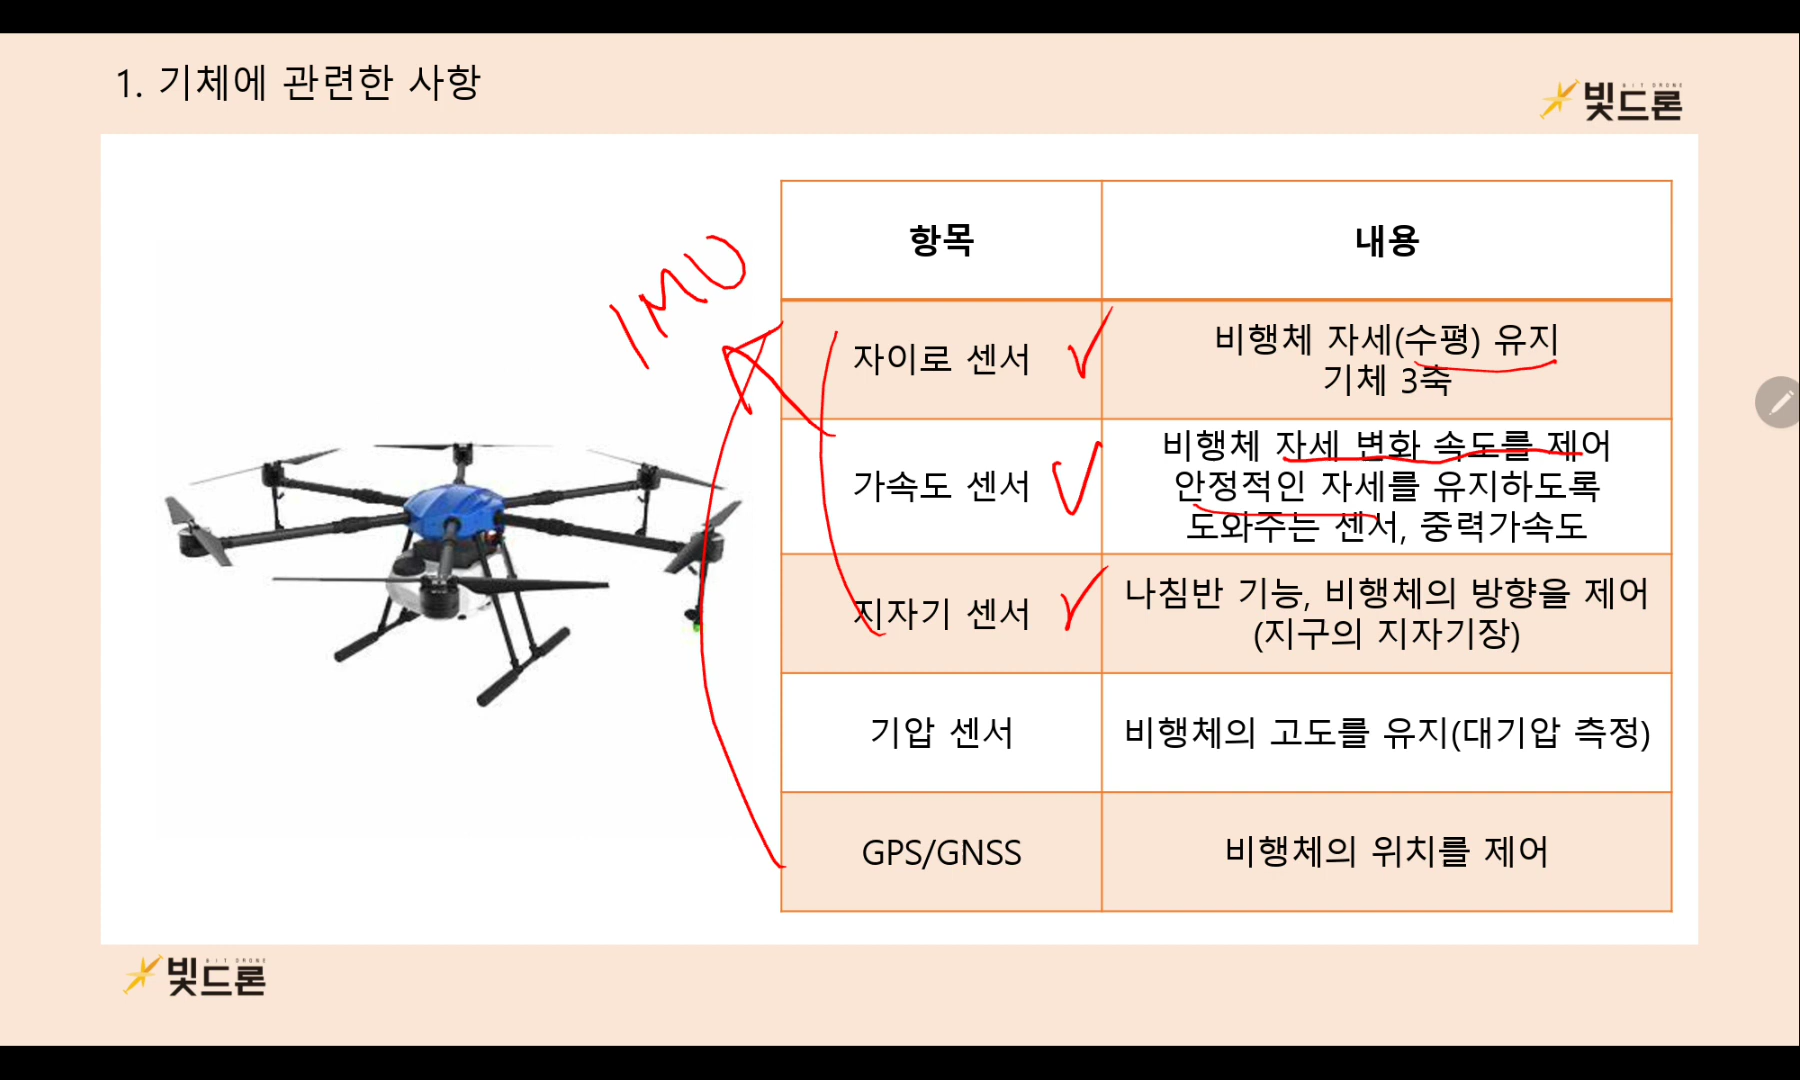 1. 기체에 관련한 사항
BIT DRONE
빛드론
IMU
항목
내용
자이로 센서
비행체 자세(수평) 유지
기체 3축
가속도 센서
비행체 자세 변화 속도를 제어
안정적인 자세를 유지하도록
도와주는 센서, 중력가속도
지자기 센서
나침반 기능, 비행체의 방향을 제어
(지구의 지자기장)
기압 센서
비행체의 고도를 유지(대기압 측정)
GPS/GNSS
비행체의 위치를 제어
BIT DRONE
빛드론